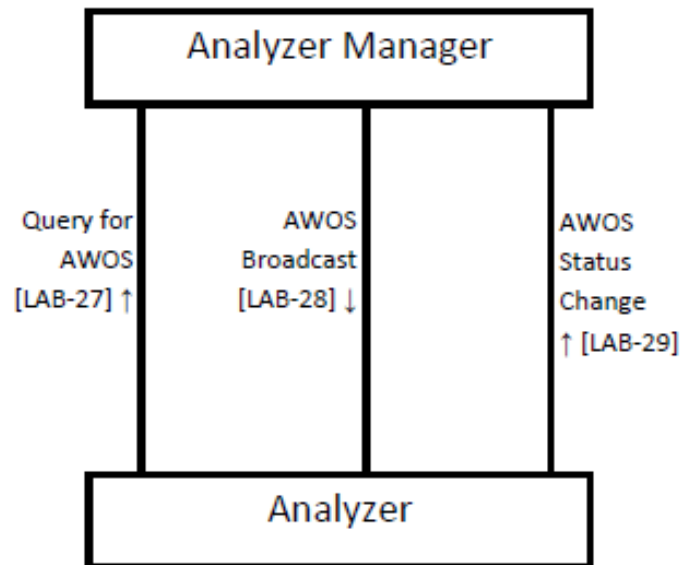 Analyzer Manager
Query for
AWOS
[LAB-27] ↑
AWOS
Broadcast
[LAB-28] ↓
AWOS
Status
Change
↑ [LAB-29]
Analyzer